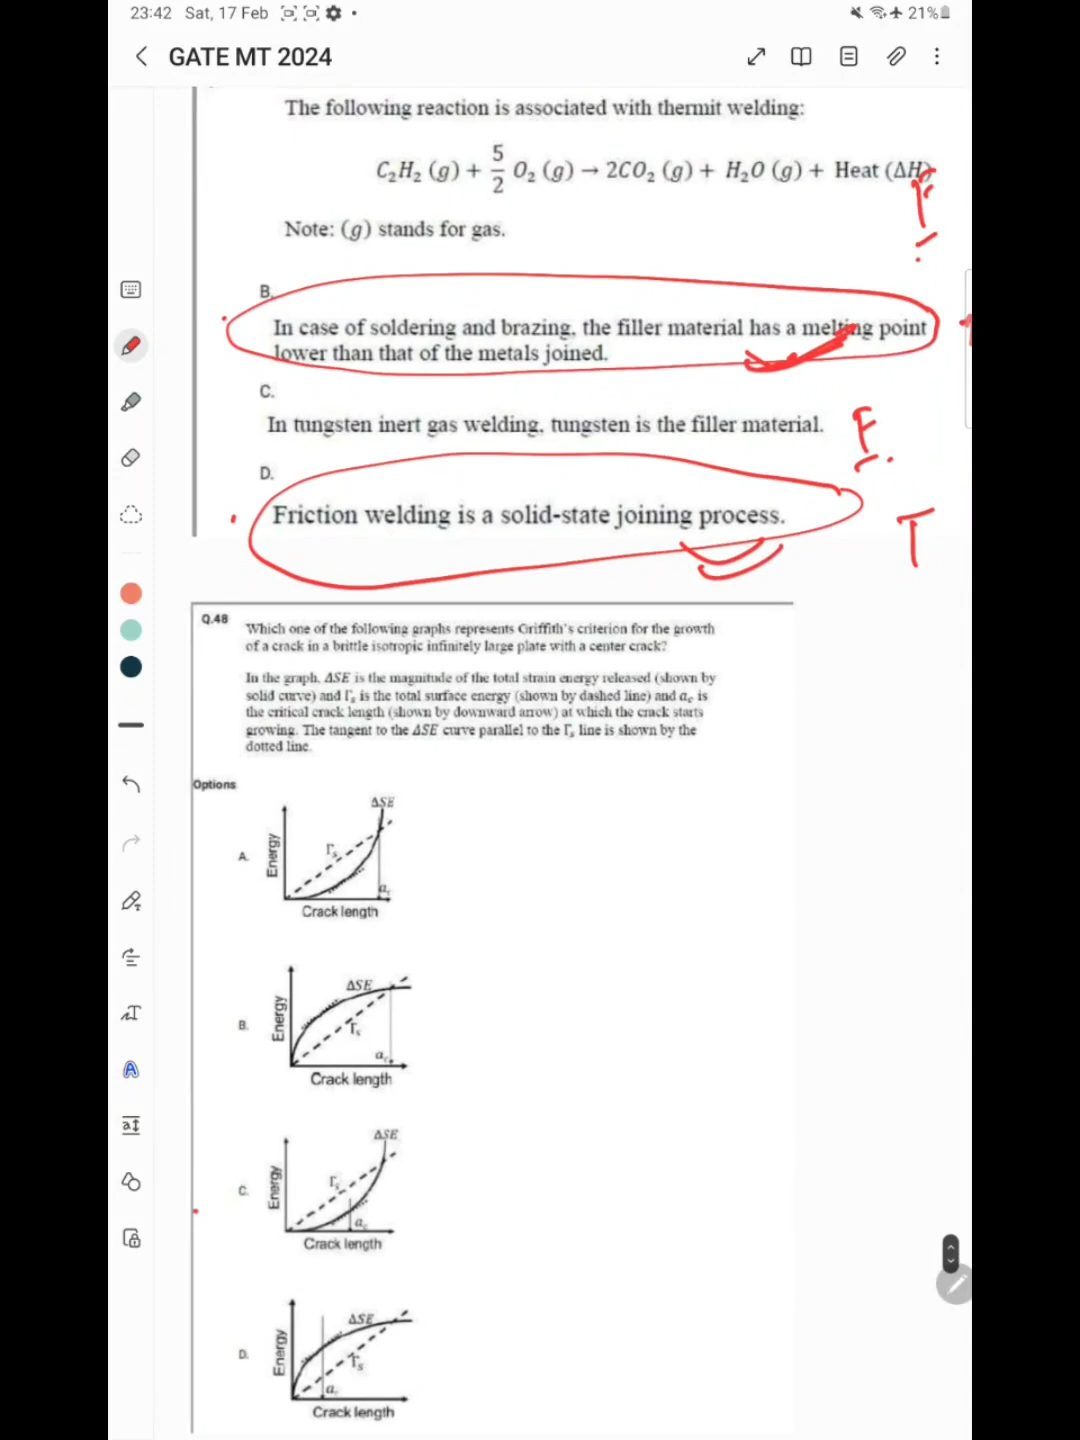 23:42 Sat, 17 Feb
21%
GATE MT 2024
The following reaction is associated with thermit welding:
C₂H₂ (g) + 5/2 O₂ (g) → 2CO₂ (g) + H₂O (g) + Heat (ΔH)
F
Note: (g) stands for gas.
B.
In case of soldering and brazing, the filler material has a melting point
lower than that of the metals joined.
C.
In tungsten inert gas welding, tungsten is the filler material.
F
D.
Friction welding is a solid-state joining process.
T
Q.48
Which one of the following graphs represents Griffith's criterion for the growth
of a crack in a brittle isotropic infinitely large plate with a center crack?
In the graph, ΔSE is the magnitude of the total strain energy released (shown by
solid curve) and Γₛ is the total surface energy (shown by dashed line) and a꜀ is
the critical crack length (shown by downward arrow) at which the crack starts
growing. The tangent to the ΔSE curve parallel to the Γₛ line is shown by the
dotted line.
Options
A.
Energy
ΔSE
Γₛ
a꜀
Crack length
B.
Energy
ΔSE
Γₛ
a꜀
Crack length
C.
Energy
ΔSE
Γₛ
a꜀
Crack length
D.
Energy
ΔSE
Γₛ
a꜀
Crack length